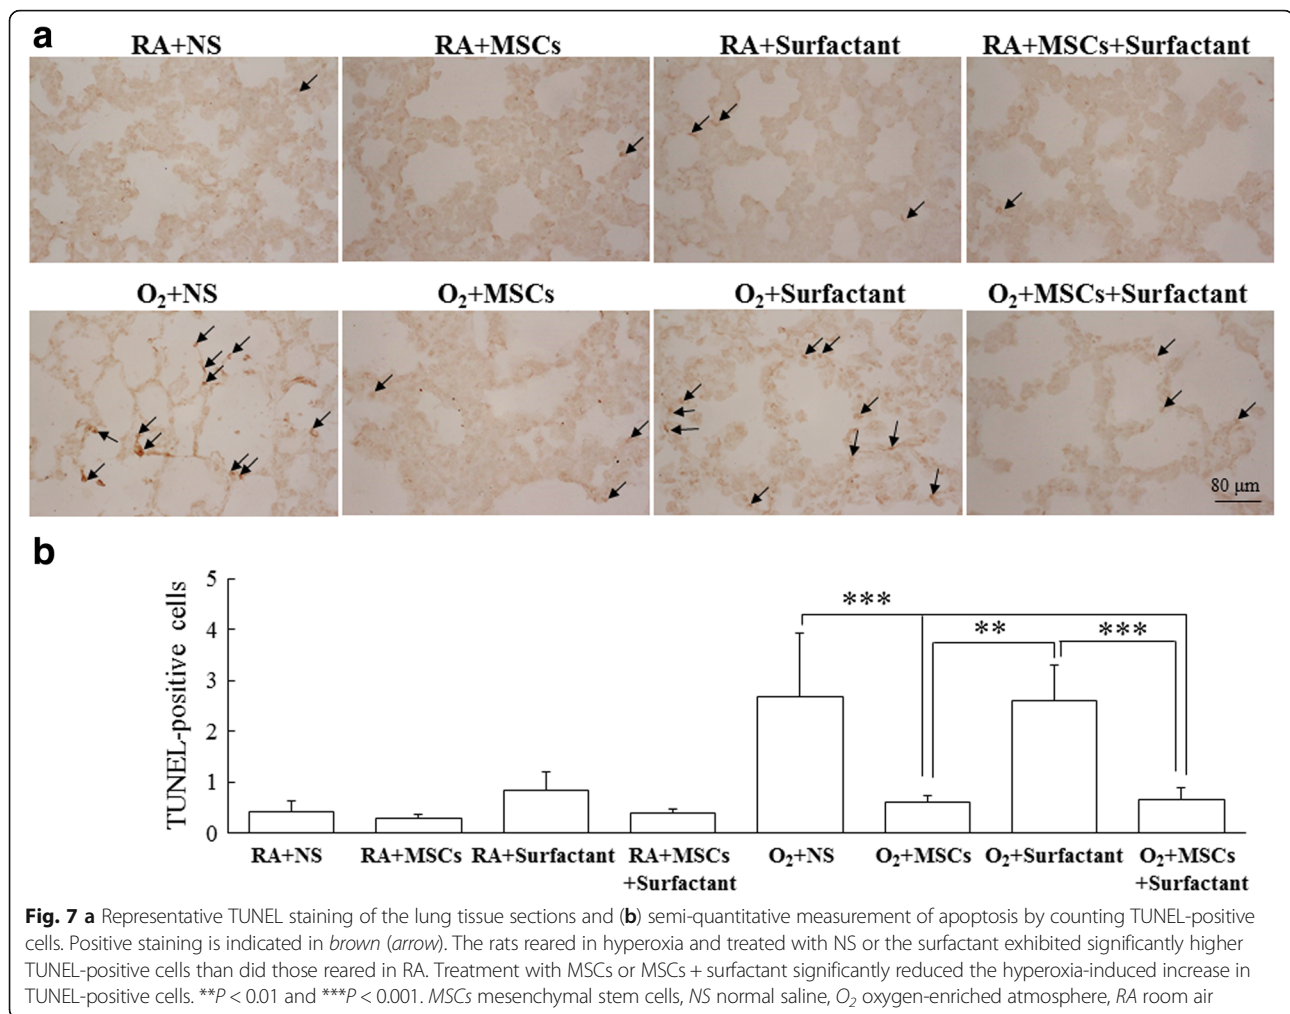 a
RA+NS RA+MSCs RA+Surfactant RA+MSCs+Surfactant
O₂+NS O₂+MSCs O₂+Surfactant O₂+MSCs+Surfactant
80 μm
b
TUNEL-positive cells
5
4
3
2
1
0
*** ** ***
RA+NS RA+MSCs RA+Surfactant RA+MSCs O₂+NS O₂+MSCs O₂+Surfactant O₂+MSCs
+Surfactant +Surfactant
Fig. 7 a Representative TUNEL staining of the lung tissue sections and (b) semi-quantitative measurement of apoptosis by counting TUNEL-positive
cells. Positive staining is indicated in brown (arrow). The rats reared in hyperoxia and treated with NS or the surfactant exhibited significantly higher
TUNEL-positive cells than did those reared in RA. Treatment with MSCs or MSCs + surfactant significantly reduced the hyperoxia-induced increase in
TUNEL-positive cells. **P < 0.01 and ***P < 0.001. MSCs mesenchymal stem cells, NS normal saline, O₂ oxygen-enriched atmosphere, RA room air